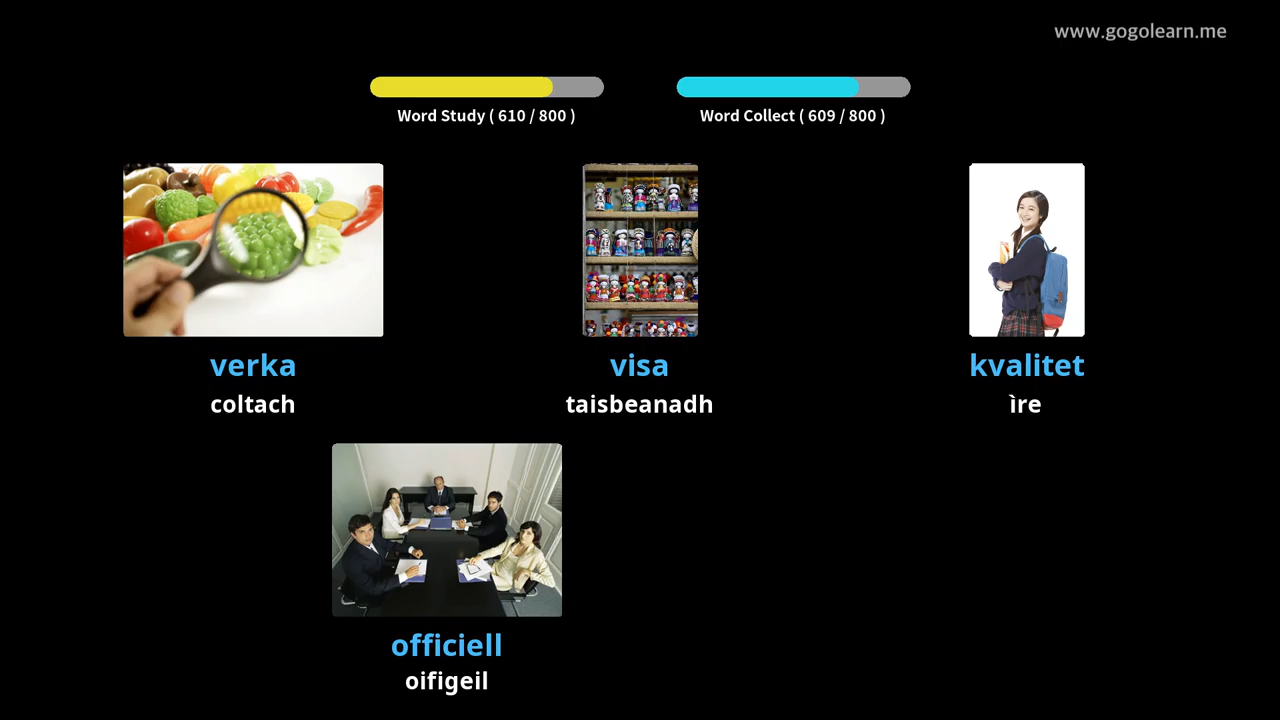 www.gogolearn.me
Word Study ( 610 / 800 )
Word Collect ( 609 / 800 )
verka
coltach
visa
taisbeanadh
kvalitet
ìre
officiell
oifigeil